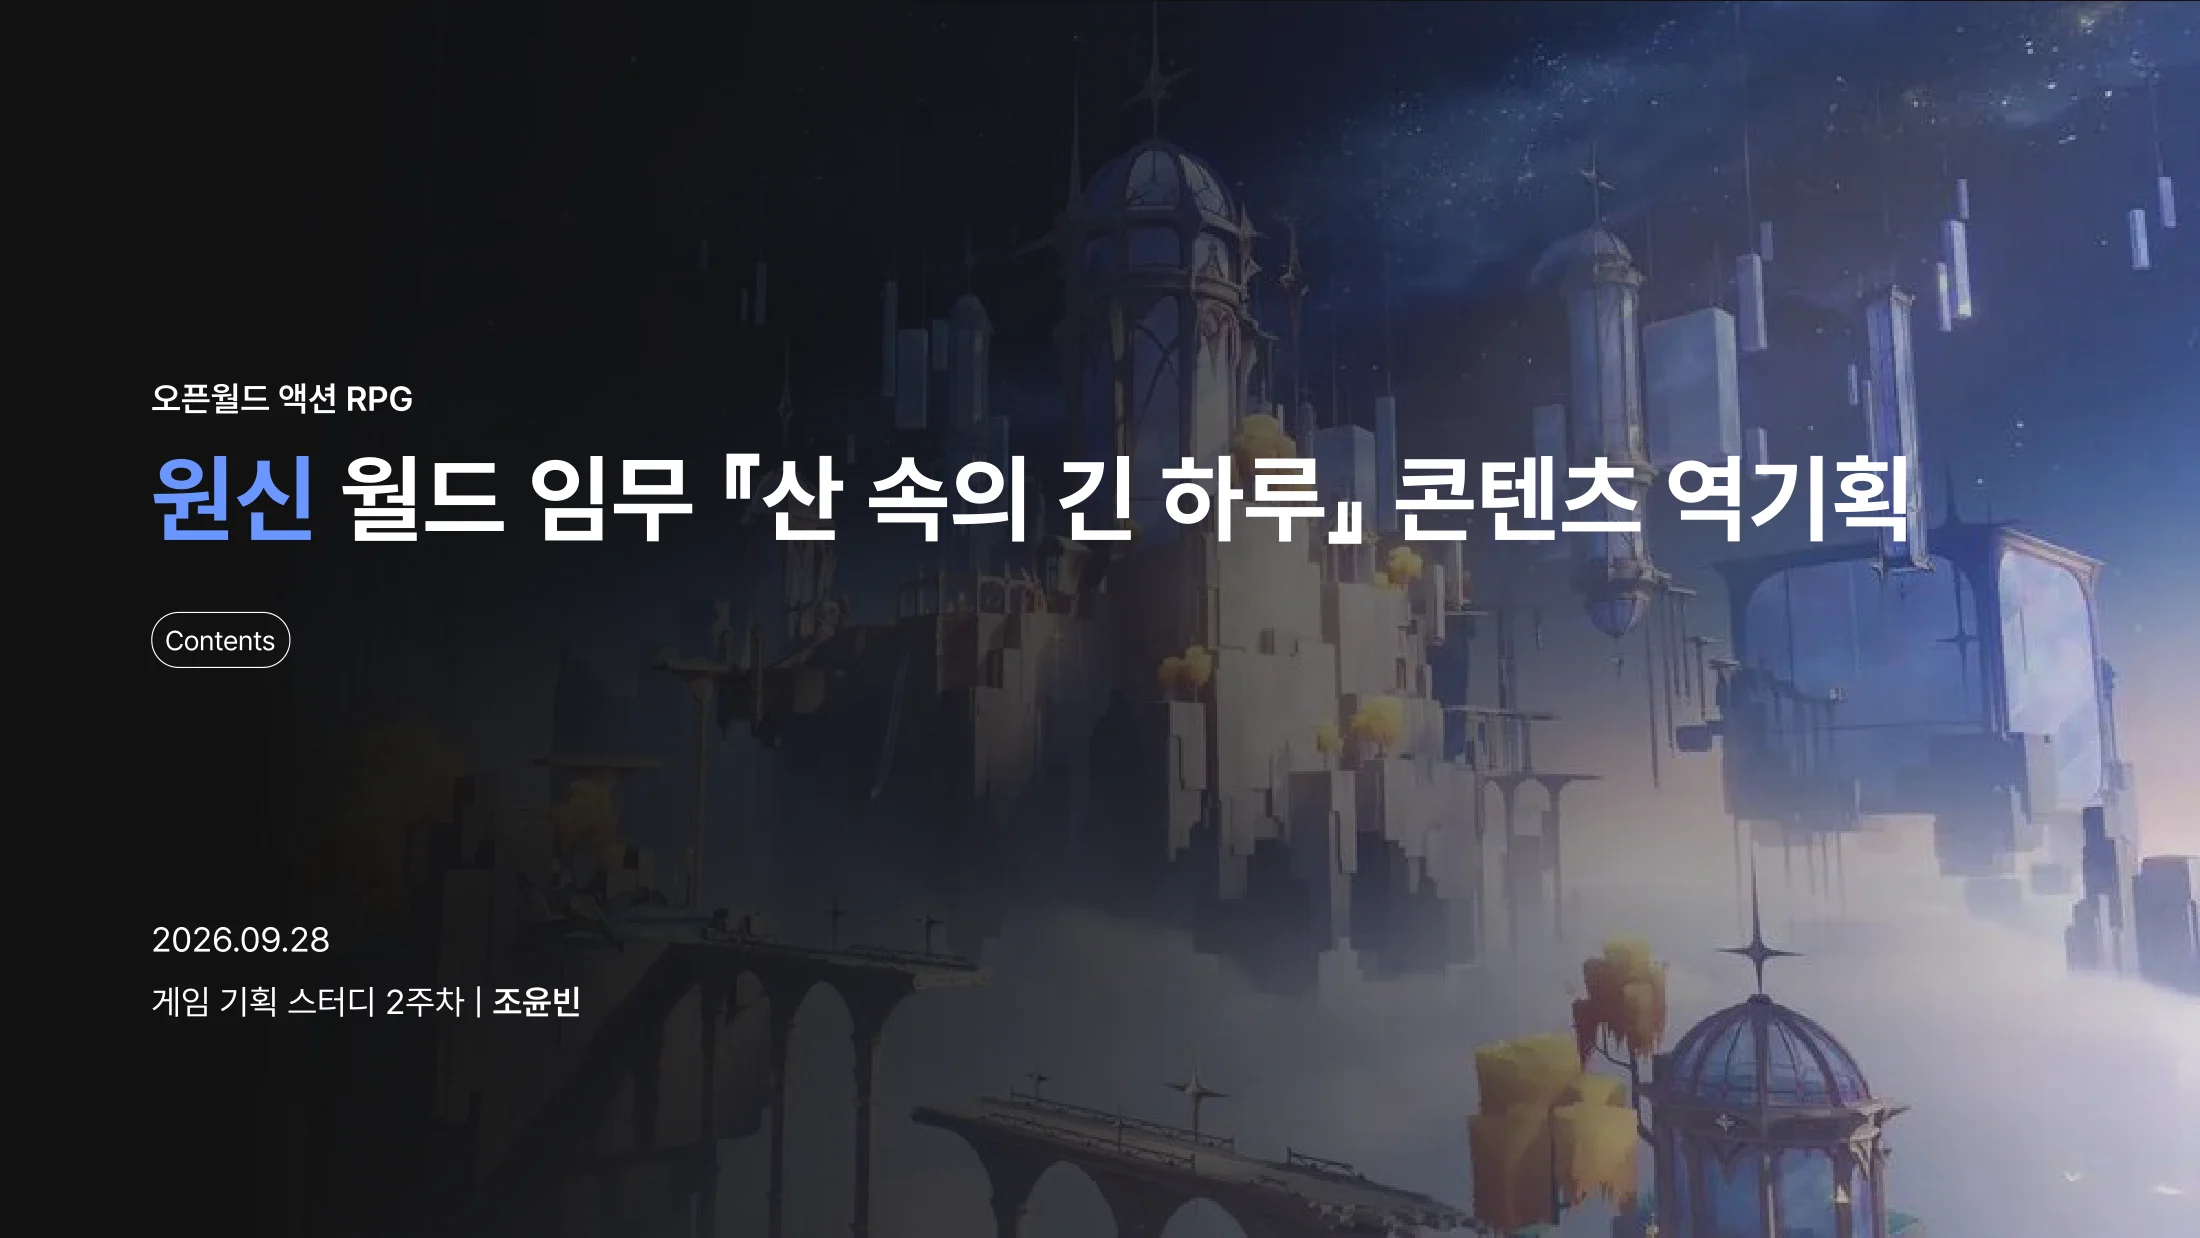 오픈월드 액션 RPG
원신 월드 임무 『산 속의 긴 하루』 콘텐츠 역기획
Contents
2026.09.28
게임 기획 스터디 2주차 | 조윤빈